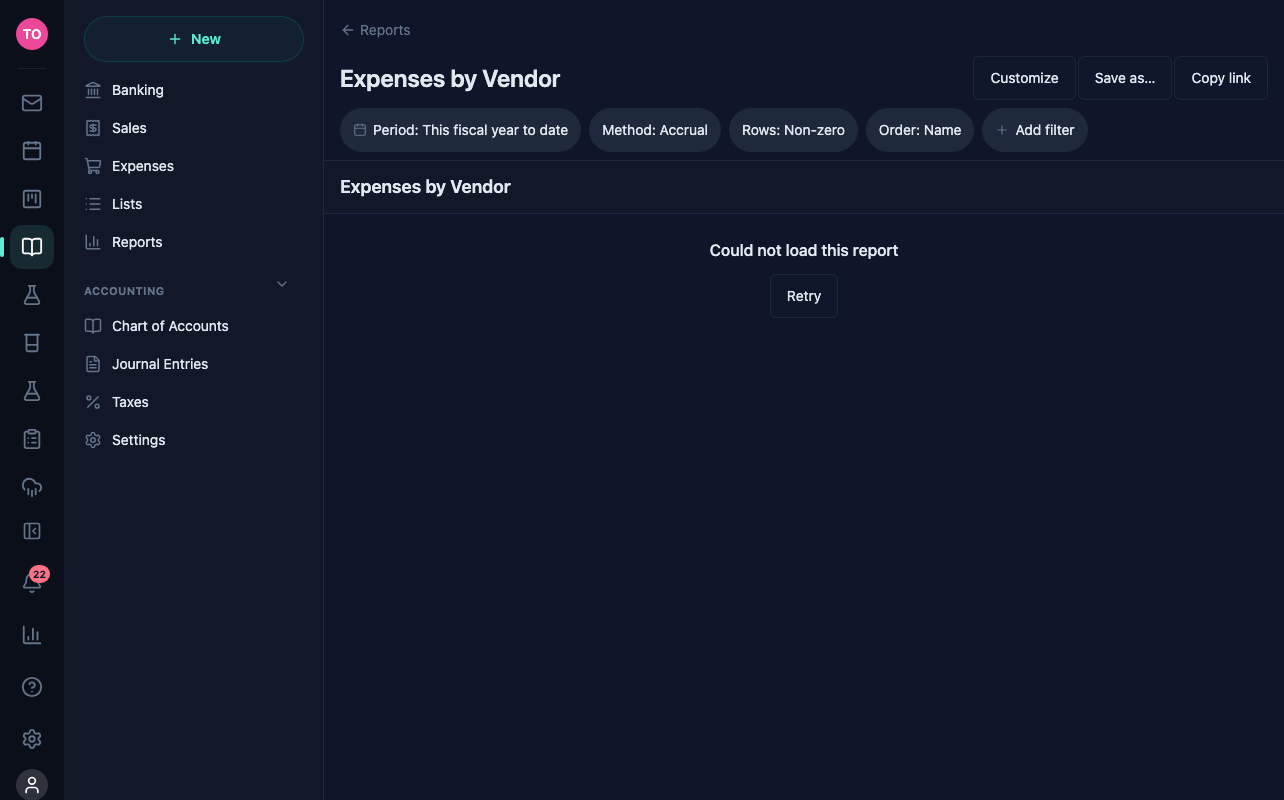 TO
New
Banking
Sales
Expenses
Lists
Reports
ACCOUNTING
Chart of Accounts
Journal Entries
Taxes
Settings
22
Reports
Expenses by Vendor
Customize
Save as...
Copy link
Period: This fiscal year to date
Method: Accrual
Rows: Non-zero
Order: Name
Add filter
Expenses by Vendor
Could not load this report
Retry